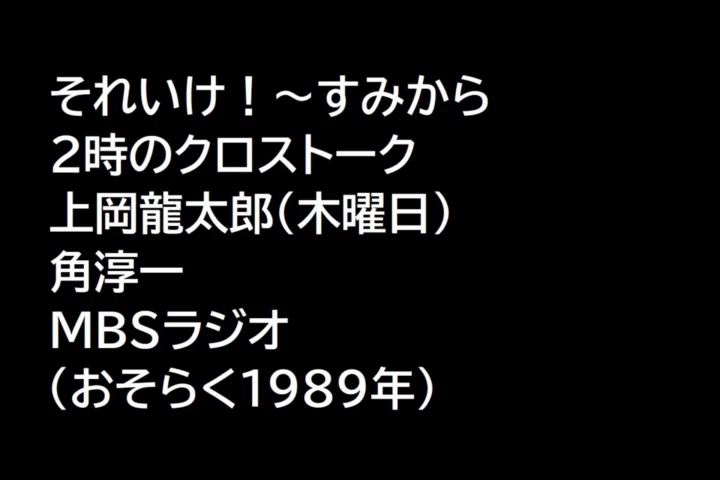 それいけ！～すみから
２時のクロストーク
上岡龍太郎（木曜日）
角淳一
MBSラジオ
（おそらく１９８９年）